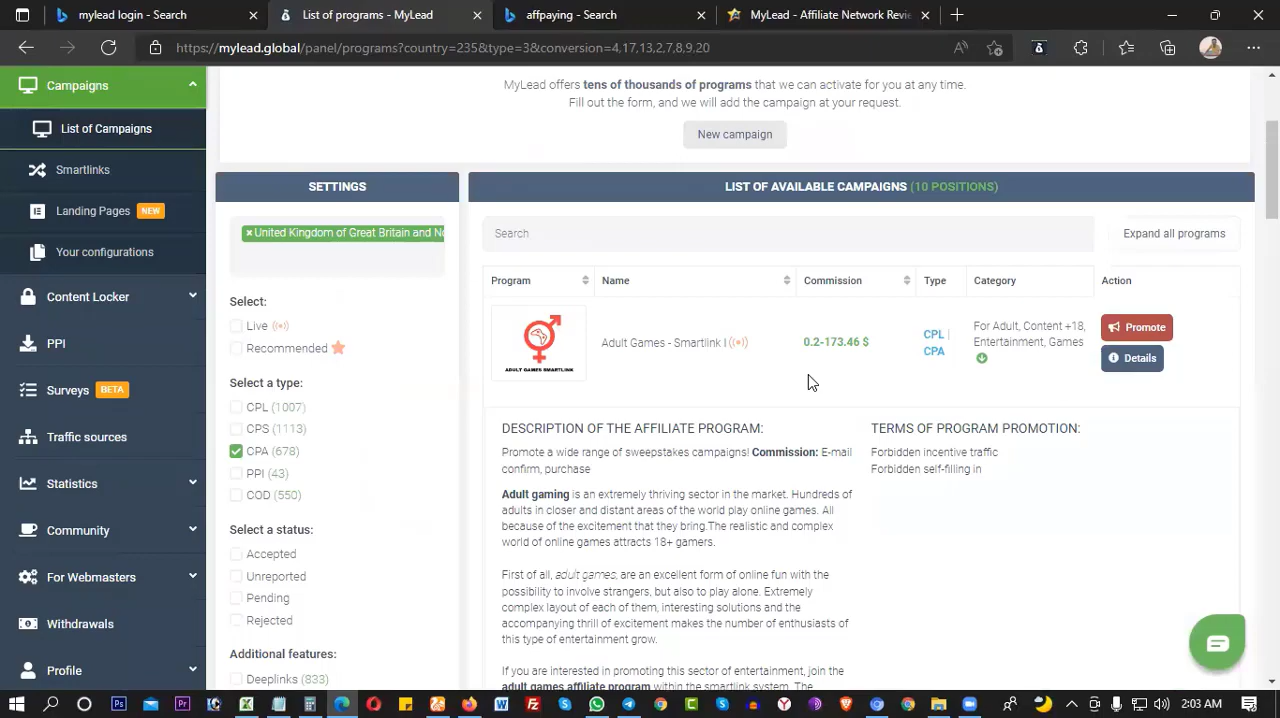 mylead login - Search
List of programs - MyLead
affpaying - Search
MyLead - Affiliate Network Revie
https://mylead.global/panel/programs?country=235&type=3&conversion=4,17,13,2,7,8,9,20
Campaigns
List of Campaigns
Smartlinks
Landing Pages NEW
Your configurations
Content Locker
PPI
Surveys BETA
Traffic sources
Statistics
Community
For Webmasters
Withdrawals
Profile
MyLead offers tens of thousands of programs that we can activate for you at any time.
Fill out the form, and we will add the campaign at your request.
New campaign
SETTINGS
× United Kingdom of Great Britain and No
Select:
Live
Recommended
Select a type:
CPL (1007)
CPS (1113)
CPA (678)
PPI (43)
COD (550)
Select a status:
Accepted
Unreported
Pending
Rejected
Additional features:
Deeplinks (833)
LIST OF AVAILABLE CAMPAIGNS (10 POSITIONS)
Search
Expand all programs
Program Name Commission Type Category Action
ADULT GAMES SMARTLINK
Adult Games - Smartlink |
0.2-173.46 $
CPL |
CPA
For Adult, Content +18,
Entertainment, Games
Promote
Details
DESCRIPTION OF THE AFFILIATE PROGRAM:
Promote a wide range of sweepstakes campaigns! Commission: E-mail
confirm, purchase
Adult gaming is an extremely thriving sector in the market. Hundreds of
adults in closer and distant areas of the world play online games. All
because of the excitement that they bring.The realistic and complex
world of online games attracts 18+ gamers.
First of all, adult games, are an excellent form of online fun with the
possibility to involve strangers, but also to play alone. Extremely
complex layout of each of them, interesting solutions and the
accompanying thrill of excitement makes the number of enthusiasts of
this type of entertainment grow.
If you are interested in promoting this sector of entertainment, join the
adult games affiliate program within the smartlink system. The
TERMS OF PROGRAM PROMOTION:
Forbidden incentive traffic
Forbidden self-filling in
2:03 AM